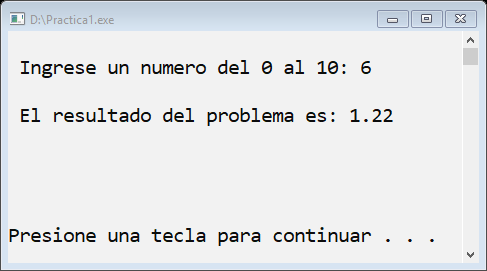 D:\Practica1.exe
Ingrese un numero del 0 al 10: 6
El resultado del problema es: 1.22
Presione una tecla para continuar . . .